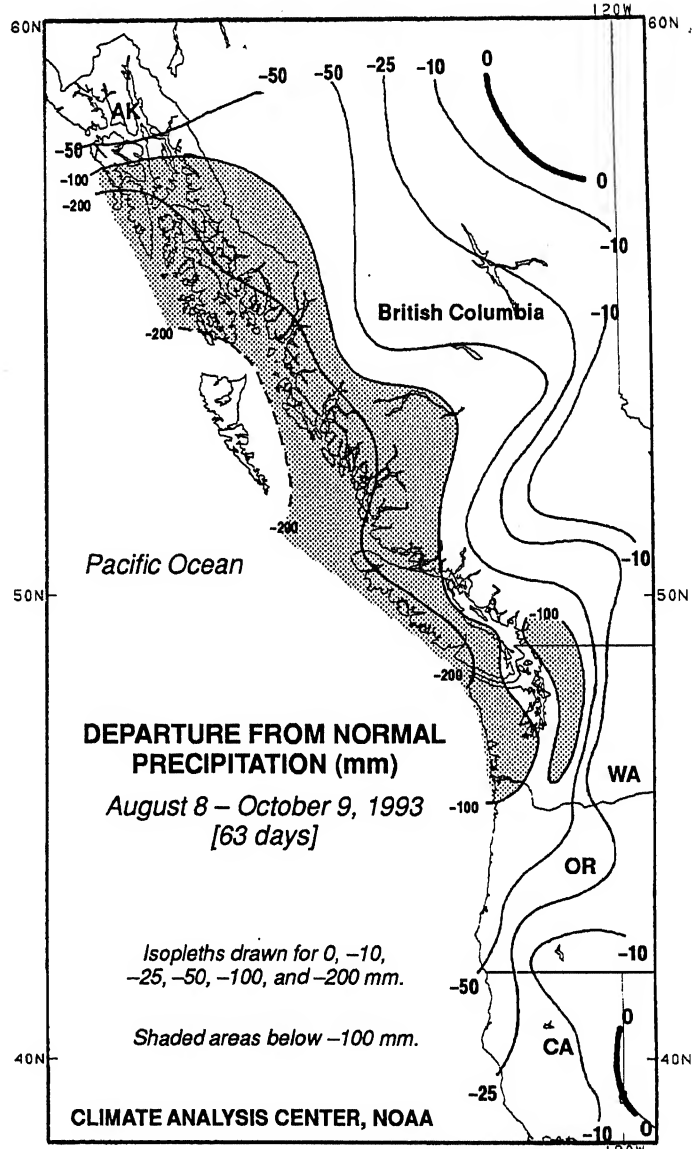 120W
60N
60N
-50
-50
-25
-10
0
AK
-50
-100
-200
0
-10
British Columbia
-10
-200
-200
Pacific Ocean
-10
50N
50N
-100
-200
DEPARTURE FROM NORMAL
PRECIPITATION (mm)
August 8 – October 9, 1993
[63 days]
WA
-100
OR
Isopleths drawn for 0, –10,
–25, –50, –100, and –200 mm.
-10
-50
Shaded areas below –100 mm.
0
CA
40N
40N
-25
CLIMATE ANALYSIS CENTER, NOAA
-10
0